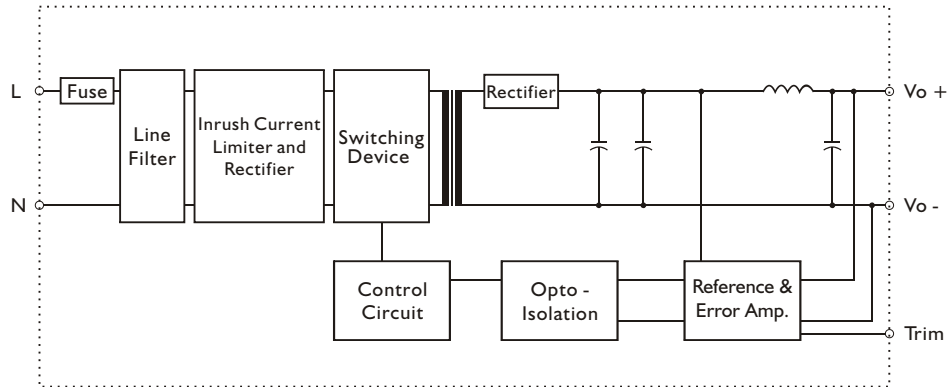 L
Fuse
Line
Filter
Inrush Current
Limiter and
Rectifier
Switching
Device
Rectifier
Vo +
N
Vo -
Control
Circuit
Opto -
Isolation
Reference &
Error Amp.
Trim